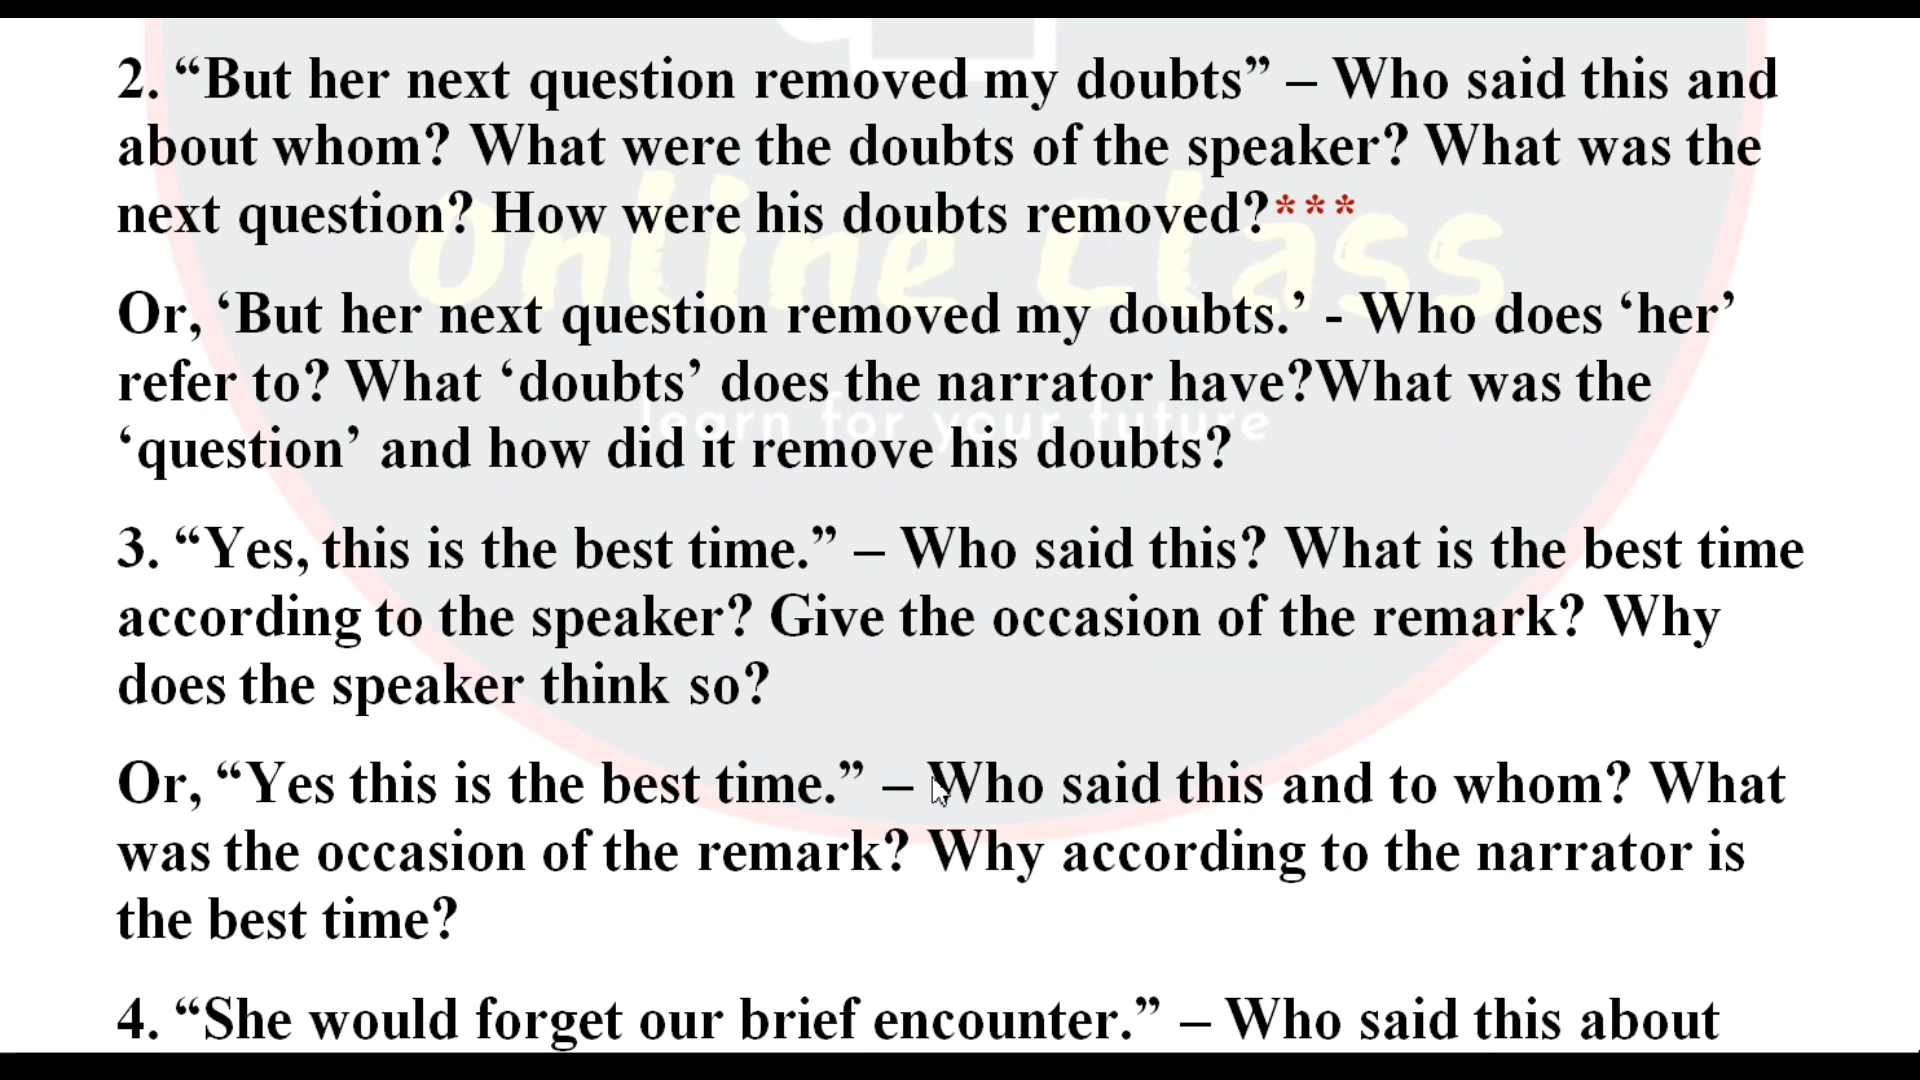 2. “But her next question removed my doubts” – Who said this and
about whom? What were the doubts of the speaker? What was the
next question? How were his doubts removed?***
Or, ‘But her next question removed my doubts.’ - Who does ‘her’
refer to? What ‘doubts’ does the narrator have?What was the
‘question’ and how did it remove his doubts?
3. “Yes, this is the best time.” – Who said this? What is the best time
according to the speaker? Give the occasion of the remark? Why
does the speaker think so?
Or, “Yes this is the best time.” – Who said this and to whom? What
was the occasion of the remark? Why according to the narrator is
the best time?
4. “She would forget our brief encounter.” – Who said this about
Online Class
learn for your future